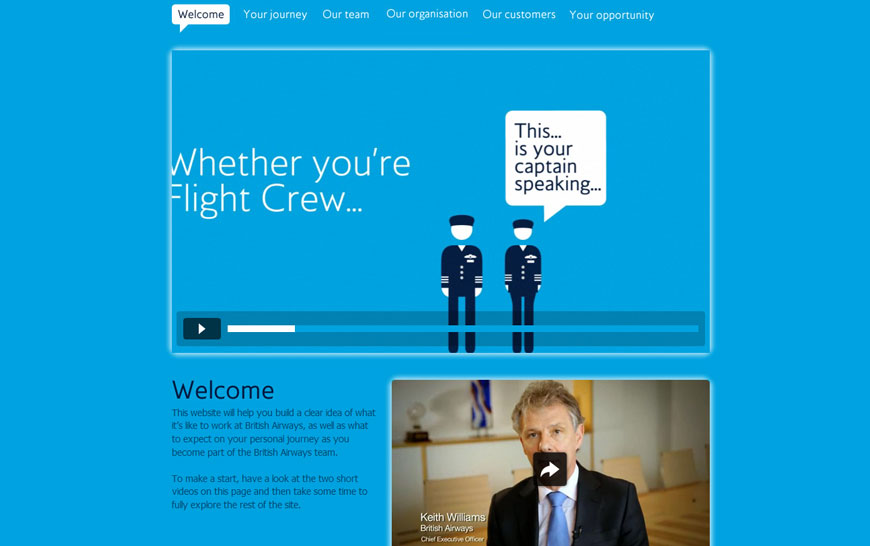 Welcome
Your journey
Our team
Our organisation
Our customers
Your opportunity
Whether you're
Flight Crew...
This...
is your
captain
speaking...
Welcome
This website will help you build a clear idea of what
it's like to work at British Airways, as well as what
to expect on your personal journey as you
become part of the British Airways team.
To make a start, have a look at the two short
videos on this page and then take some time to
fully explore the rest of the site.
Keith Williams
British Airways
Chief Executive Officer